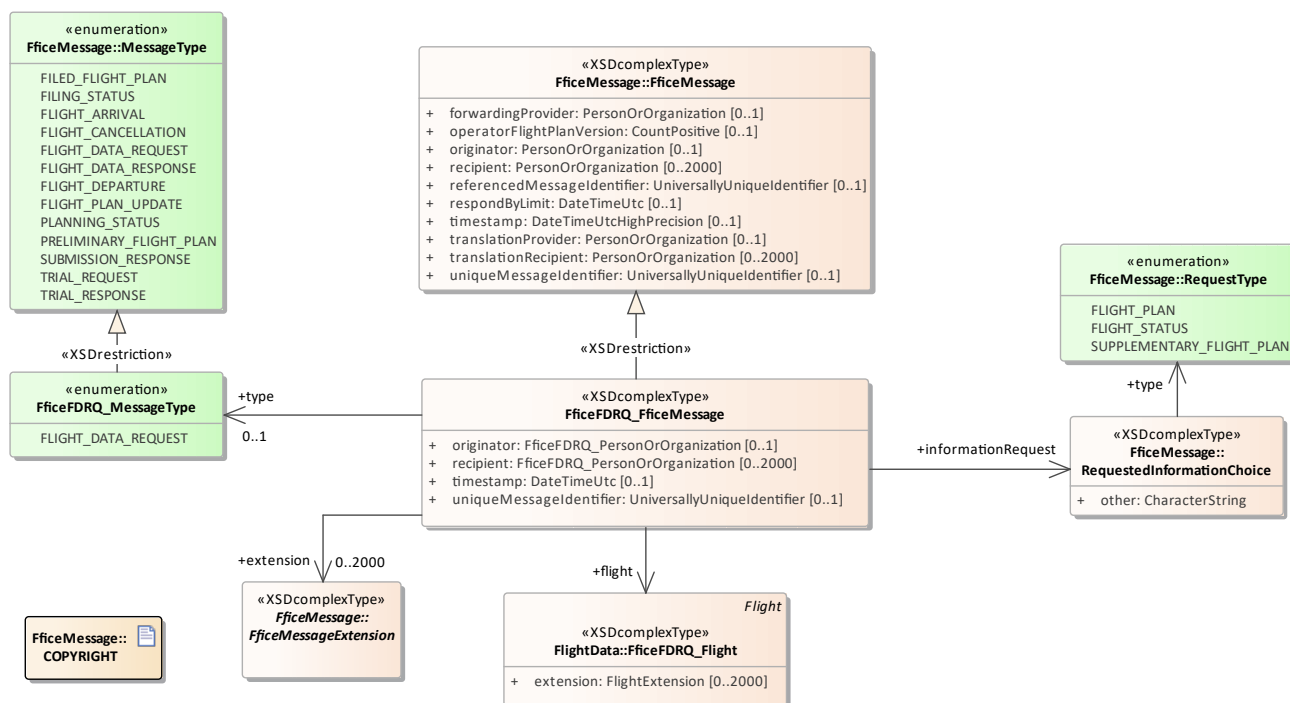 «enumeration»
FficeMessage::MessageType
FILED_FLIGHT_PLAN
FILING_STATUS
FLIGHT_ARRIVAL
FLIGHT_CANCELLATION
FLIGHT_DATA_REQUEST
FLIGHT_DATA_RESPONSE
FLIGHT_DEPARTURE
FLIGHT_PLAN_UPDATE
PLANNING_STATUS
PRELIMINARY_FLIGHT_PLAN
SUBMISSION_RESPONSE
TRIAL_REQUEST
TRIAL_RESPONSE
«XSDcomplexType»
FficeMessage::FficeMessage
+ forwardingProvider: PersonOrOrganization [0..1]
+ operatorFlightPlanVersion: CountPositive [0..1]
+ originator: PersonOrOrganization [0..1]
+ recipient: PersonOrOrganization [0..2000]
+ referencedMessageIdentifier: UniversallyUniqueIdentifier [0..1]
+ respondByLimit: DateTimeUtc [0..1]
+ timestamp: DateTimeUtcHighPrecision [0..1]
+ translationProvider: PersonOrOrganization [0..1]
+ translationRecipient: PersonOrOrganization [0..2000]
+ uniqueMessageIdentifier: UniversallyUniqueIdentifier [0..1]
«enumeration»
FficeMessage::RequestType
FLIGHT_PLAN
FLIGHT_STATUS
SUPPLEMENTARY_FLIGHT_PLAN
«XSDrestriction»
«XSDrestriction»
«enumeration»
FficeFDRQ_MessageType
FLIGHT_DATA_REQUEST
+type
0..1
«XSDcomplexType»
FficeFDRQ_FficeMessage
+ originator: FficeFDRQ_PersonOrOrganization [0..1]
+ recipient: FficeFDRQ_PersonOrOrganization [0..2000]
+ timestamp: DateTimeUtc [0..1]
+ uniqueMessageIdentifier: UniversallyUniqueIdentifier [0..1]
+type
+informationRequest
«XSDcomplexType»
FficeMessage::
RequestedInformationChoice
+ other: CharacterString
+extension
0..2000
+flight
«XSDcomplexType»
FficeMessage::
FficeMessageExtension
Flight
«XSDcomplexType»
FlightData::FficeFDRQ_Flight
+ extension: FlightExtension [0..2000]
FficeMessage::
COPYRIGHT